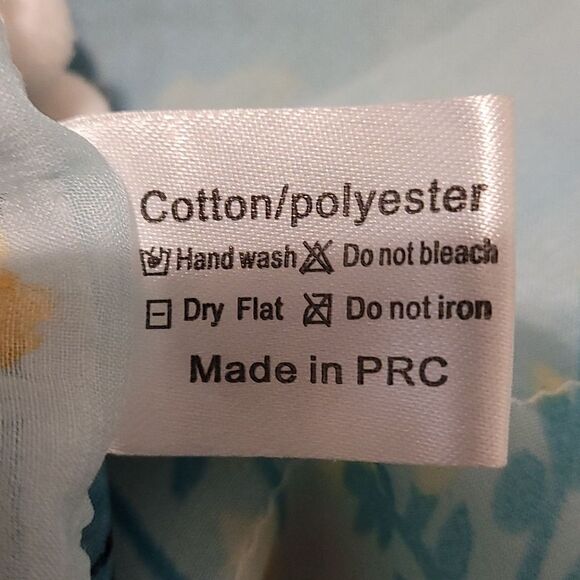 Cotton/polyester
Hand wash Do not bleach
Dry Flat Do not iron
Made in PRC